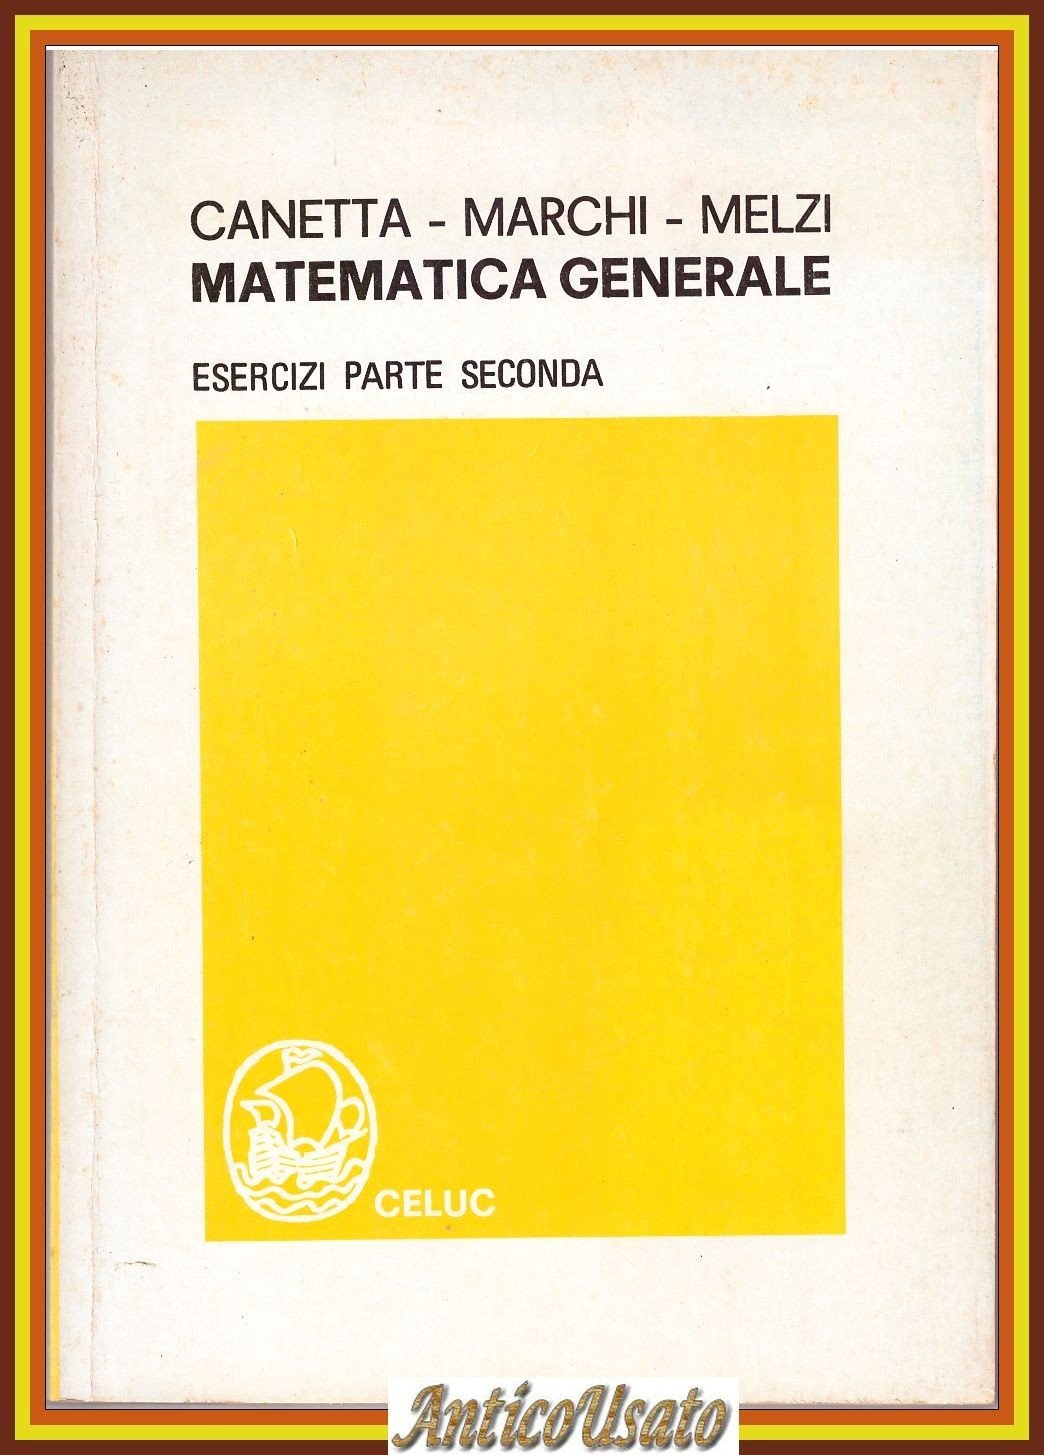 CANETTA - MARCHI - MELZI
MATEMATICA GENERALE
ESERCIZI PARTE SECONDA
CELUC
AnticoUsato